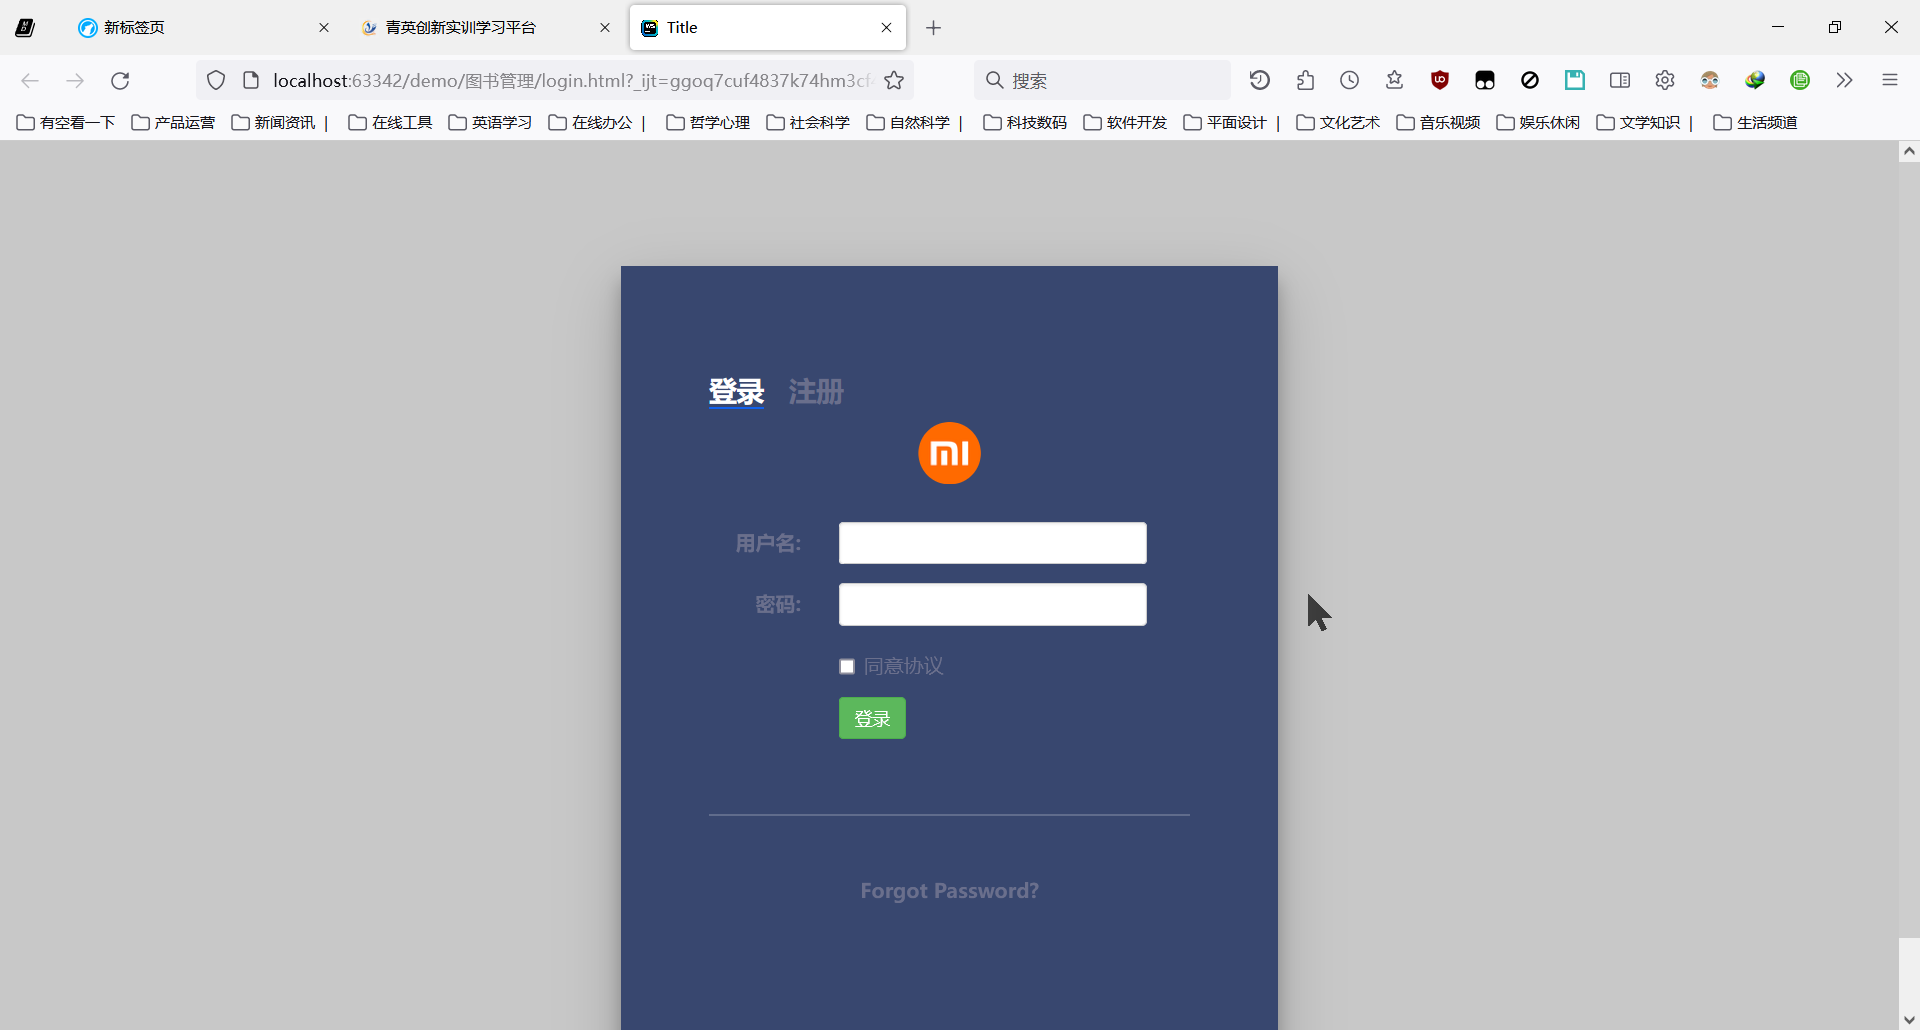 新标签页
青英创新实训学习平台
Title
localhost:63342/demo/图书管理/login.html?_ijt=ggoq7cuf4837k74hm3cf
搜索
有空看一下 产品运营 新闻资讯 | 在线工具 英语学习 在线办公 | 哲学心理 社会科学 自然科学 | 科技数码 软件开发 平面设计 | 文化艺术 音乐视频 娱乐休闲 文学知识 | 生活频道
登录 注册
mi
用户名:
密码:
同意协议
登录
Forgot Password?